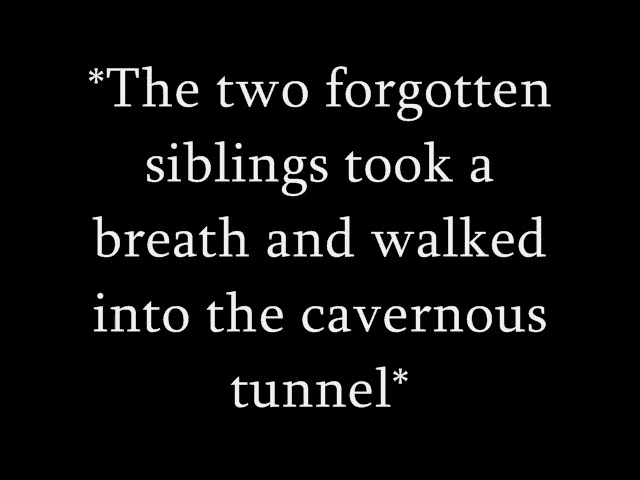 *The two forgotten
siblings took a
breath and walked
into the cavernous
tunnel*